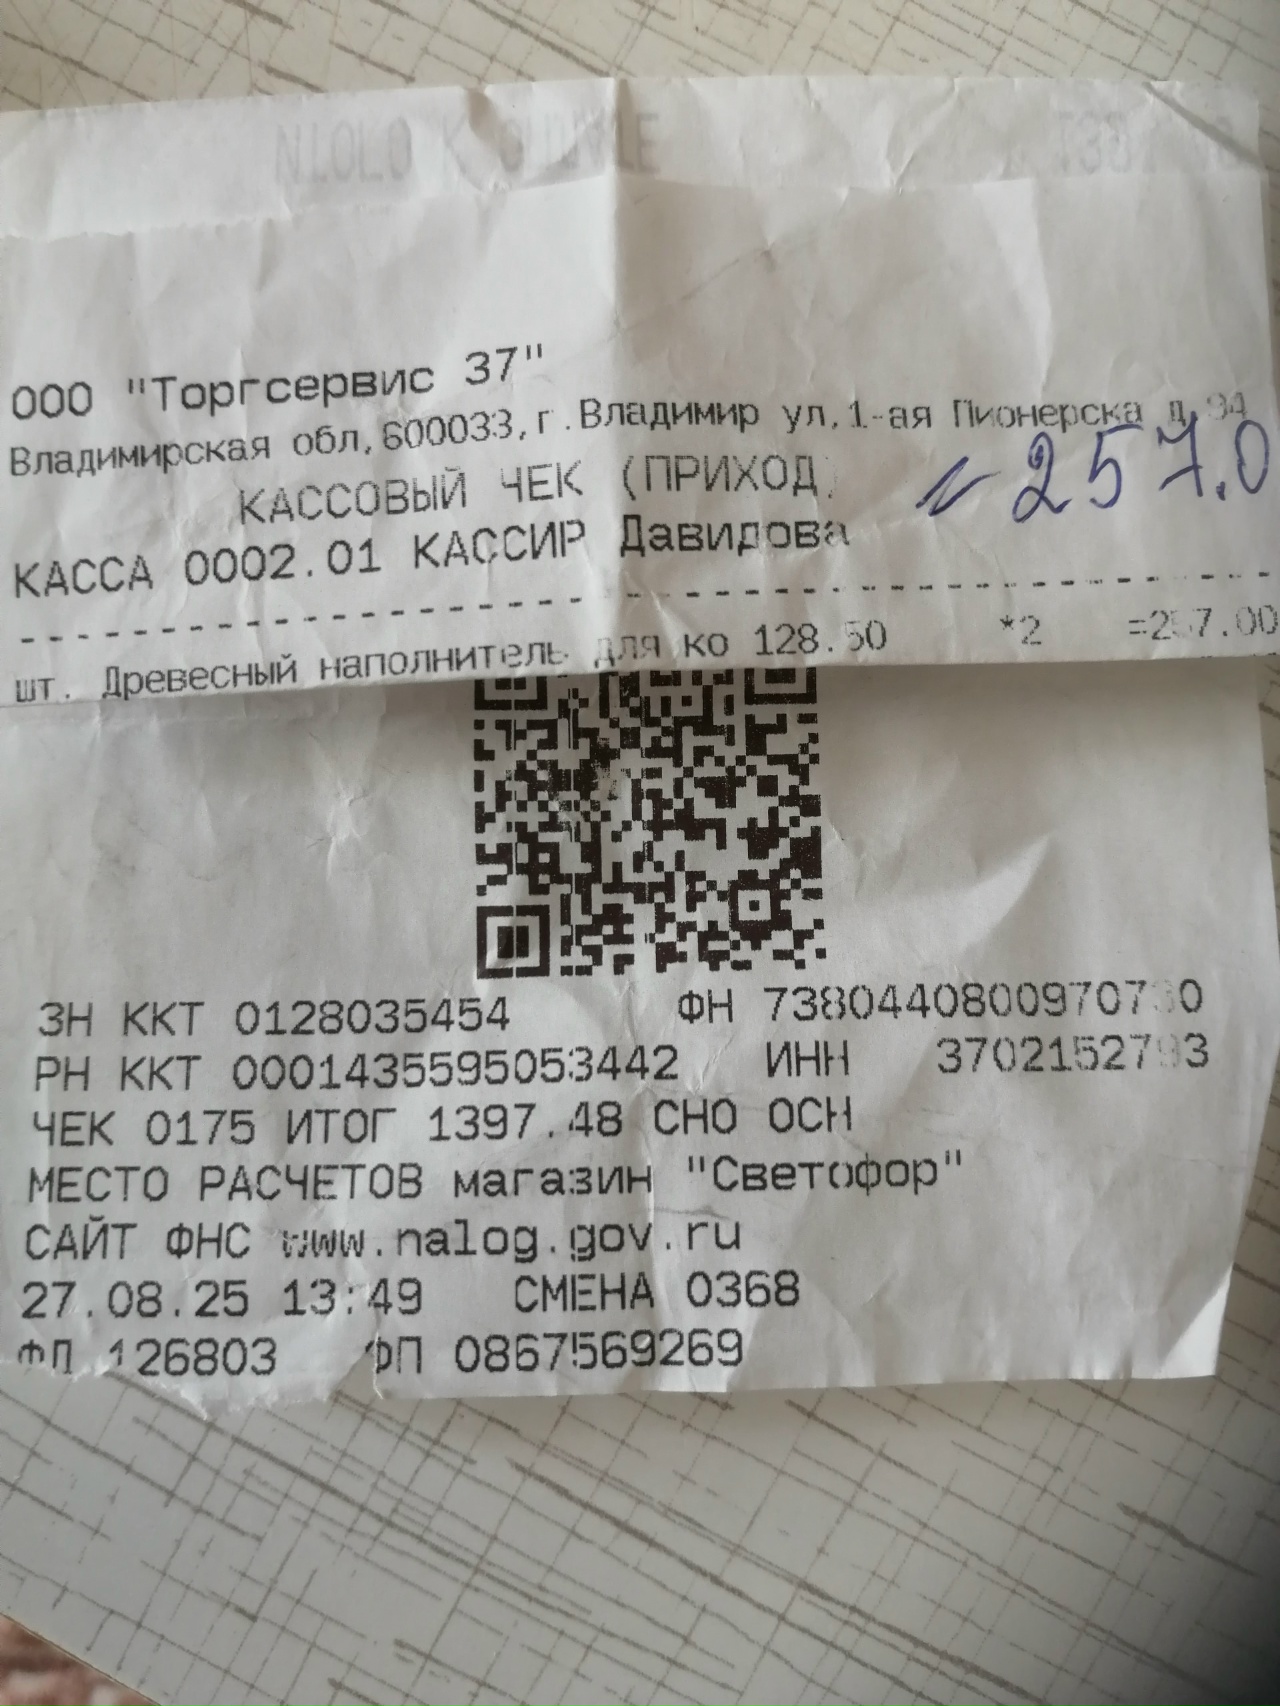 ООО "Торгсервис 37"
Владимирская обл,600033,г.Владимир ул,1-ая Пионерска д,94
КАССОВЫЙ ЧЕК (ПРИХОД)
257.0
КАССА 0002.01 КАССИР Давидова
шт. Древесный наполнитель для ко 128.50 *2 =257.00
ЗН ККТ 0128035454 ФН
РН ККТ 0001435595053442 ИНН
ЧЕК 0175 ИТОГ 1397.48 СНО ОСН
МЕСТО РАСЧЕТОВ магазин "Светофор"
САЙТ ФНС www.nalog.gov.ru
27.08.25 13:49 СМЕНА 0368
ФД 126803 ФП 0867569269